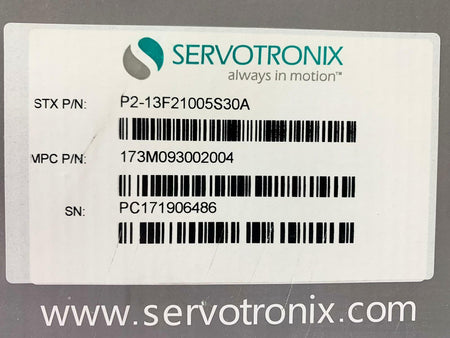 SERVOTRONIX
always in motion™
STX P/N: P2-13F21005S30A
MPC P/N: 173M093002004
SN: PC171906486
www.servotronix.com